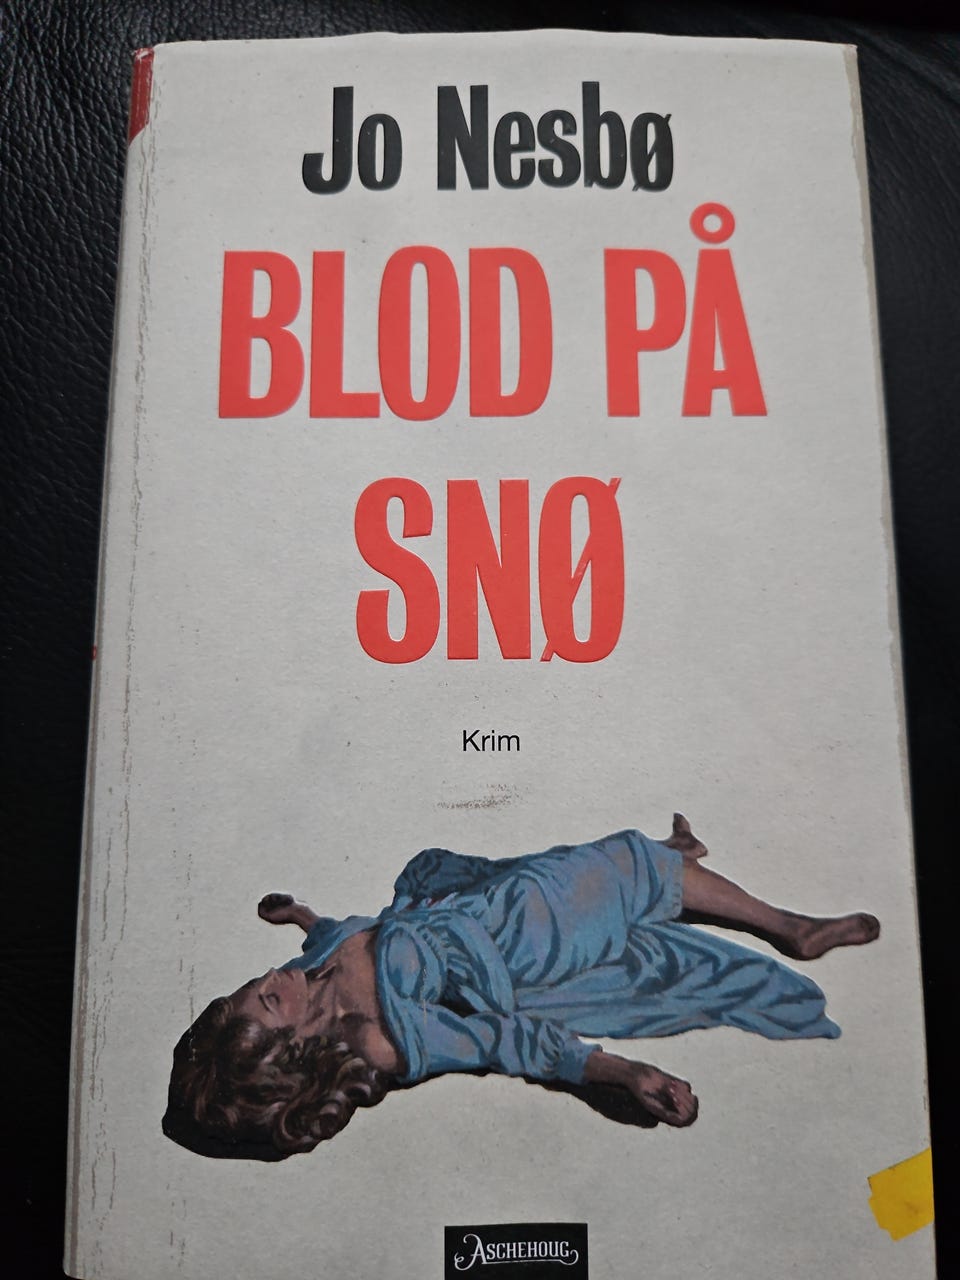 Jo Nesbø
BLOD PÅ
SNØ
Krim
ASCHEHOUG